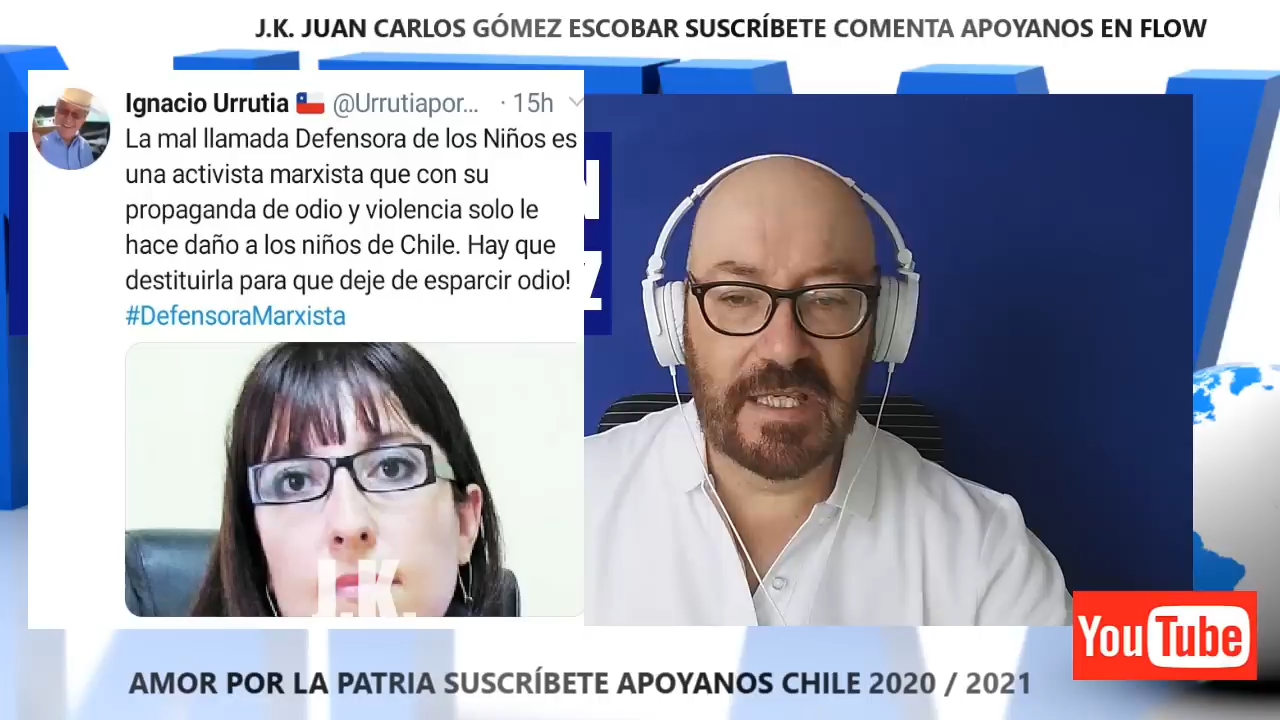 J.K. JUAN CARLOS GÓMEZ ESCOBAR SUSCRÍBETE COMENTA APOYANOS EN FLOW
Ignacio Urrutia @Urrutiapor... · 15h
La mal llamada Defensora de los Niños es
una activista marxista que con su
propaganda de odio y violencia solo le
hace daño a los niños de Chile. Hay que
destituirla para que deje de esparcir odio!
#DefensoraMarxista
J.K.
YouTube
AMOR POR LA PATRIA SUSCRÍBETE APOYANOS CHILE 2020 / 2021